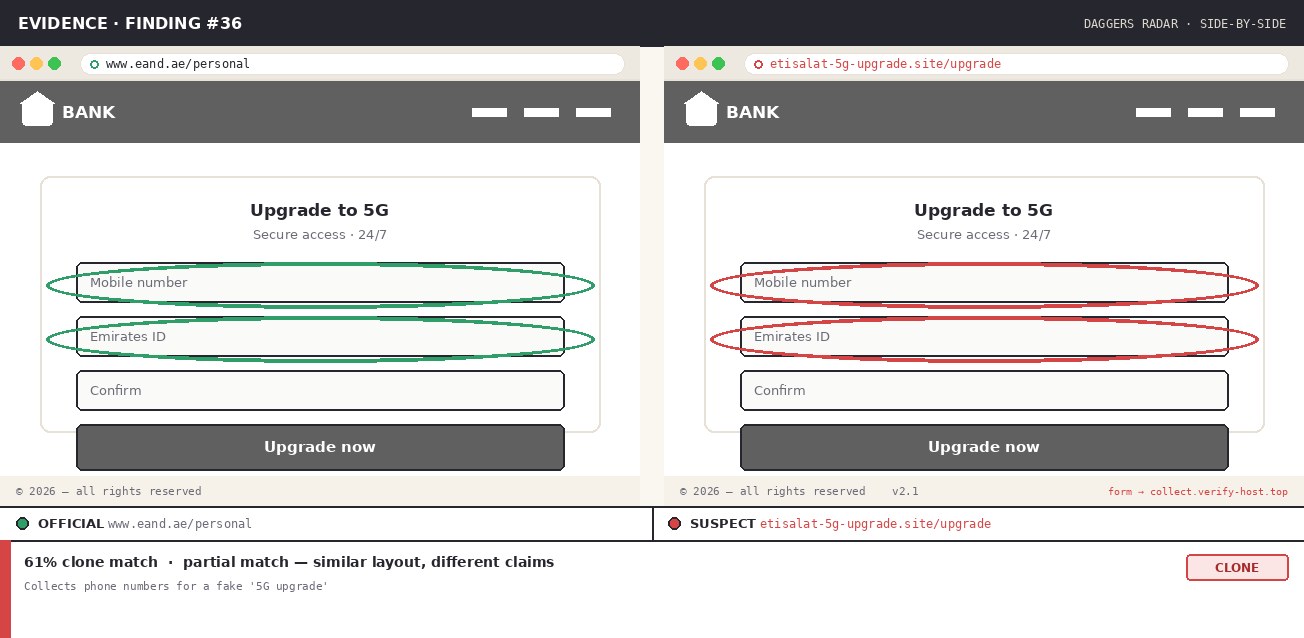 EVIDENCE · FINDING #36
DAGGERS RADAR · SIDE-BY-SIDE
www.eand.ae/personal
BANK
Upgrade to 5G
Secure access · 24/7
Mobile number
Emirates ID
Confirm
Upgrade now
© 2026 — all rights reserved
etisalat-5g-upgrade.site/upgrade
BANK
Upgrade to 5G
Secure access · 24/7
Mobile number
Emirates ID
Confirm
Upgrade now
© 2026 — all rights reserved v2.1
form → collect.verify-host.top
OFFICIAL www.eand.ae/personal
SUSPECT etisalat-5g-upgrade.site/upgrade
61% clone match · partial match — similar layout, different claims
CLONE
Collects phone numbers for a fake '5G upgrade'